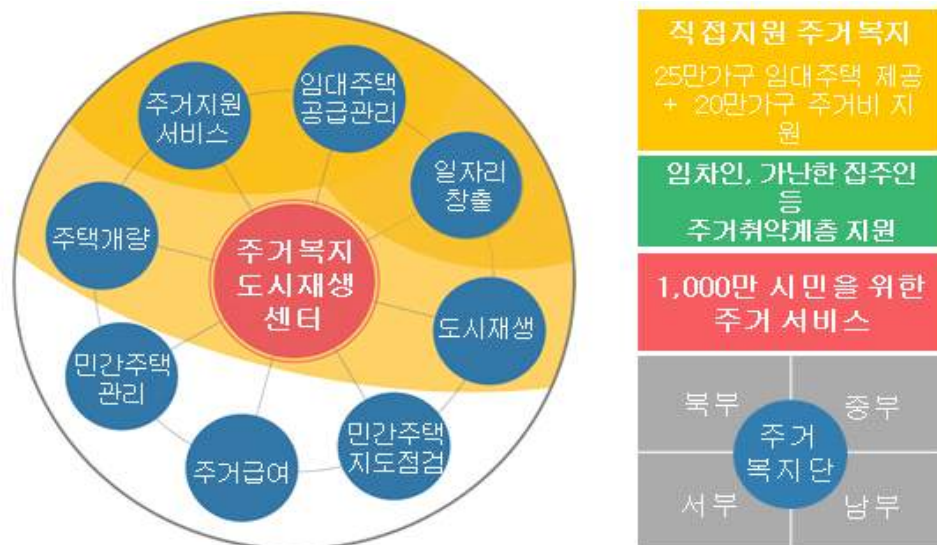 임대주택
공급관리
주거지원
서비스
일자리
창출
주택개량
주거복지
도시재생
센터
도시재생
민간주택
관리
민간주택
지도점검
주거급여
직접지원 주거복지
25만가구 임대주택 제공
+ 20만가구 주거비 지
원
임차인, 가난한 집주인
등
주거취약계층 지원
1,000만 시민을 위한
주거 서비스
북부
중부
주거
복지단
서부
남부